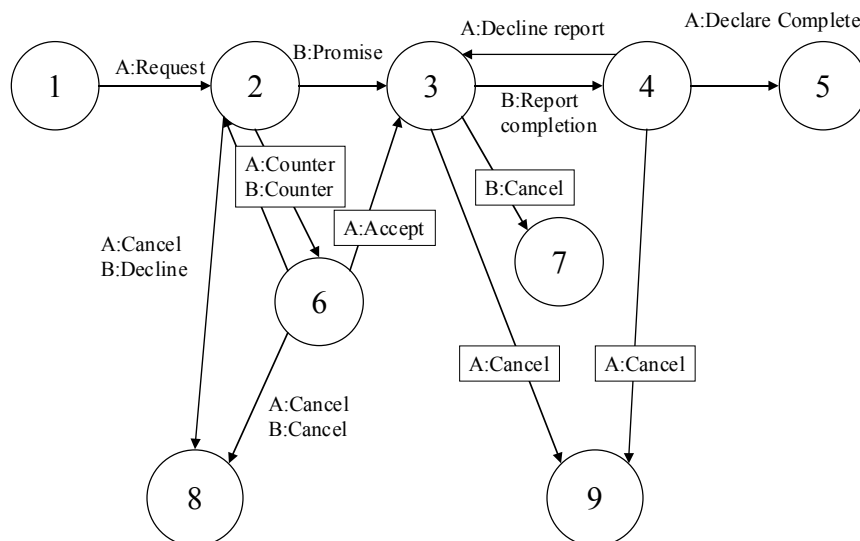 A:Decline report
A:Declare Complete
A:Request
B:Promise
1
2
3
4
5
B:Report
completion
A:Counter
B:Counter
B:Cancel
A:Accept
A:Cancel
B:Decline
7
6
A:Cancel
A:Cancel
A:Cancel
B:Cancel
8
9